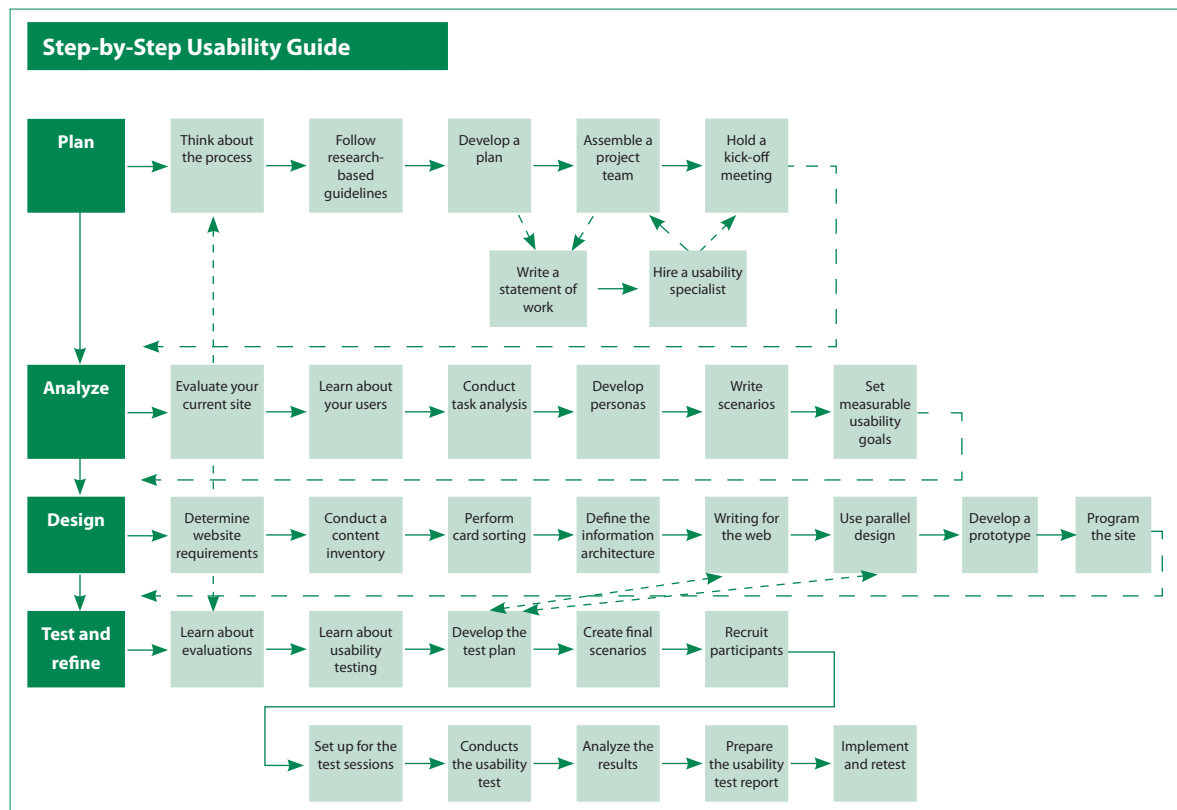 Step-by-Step Usability Guide
Plan
Think about
the process
Follow
research-
based
guidelines
Develop a
plan
Assemble a
project
team
Hold a
kick-off
meeting
Write a
statement of
work
Hire a usability
specialist
Analyze
Evaluate your
current site
Learn about
your users
Conduct
task analysis
Develop
personas
Write
scenarios
Set
measurable
usability
goals
Design
Determine
website
requirements
Conduct a
content
inventory
Perform
card sorting
Define the
information
architecture
Writing for
the web
Use parallel
design
Develop a
prototype
Program
the site
Test and
refine
Learn about
evaluations
Learn about
usability
testing
Develop the
test plan
Create final
scenarios
Recruit
participants
Set up for the
test sessions
Conducts
the usability
test
Analyze the
results
Prepare
the usability
test report
Implement
and retest